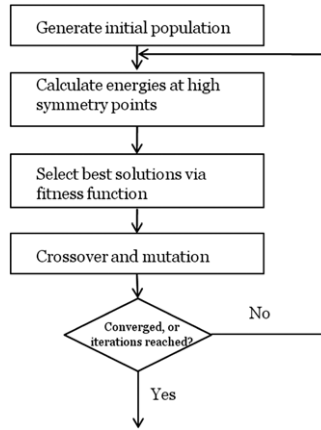 Generate initial population
Calculate energies at high
symmetry points
Select best solutions via
fitness function
Crossover and mutation
Converged, or
iterations reached?
No
Yes